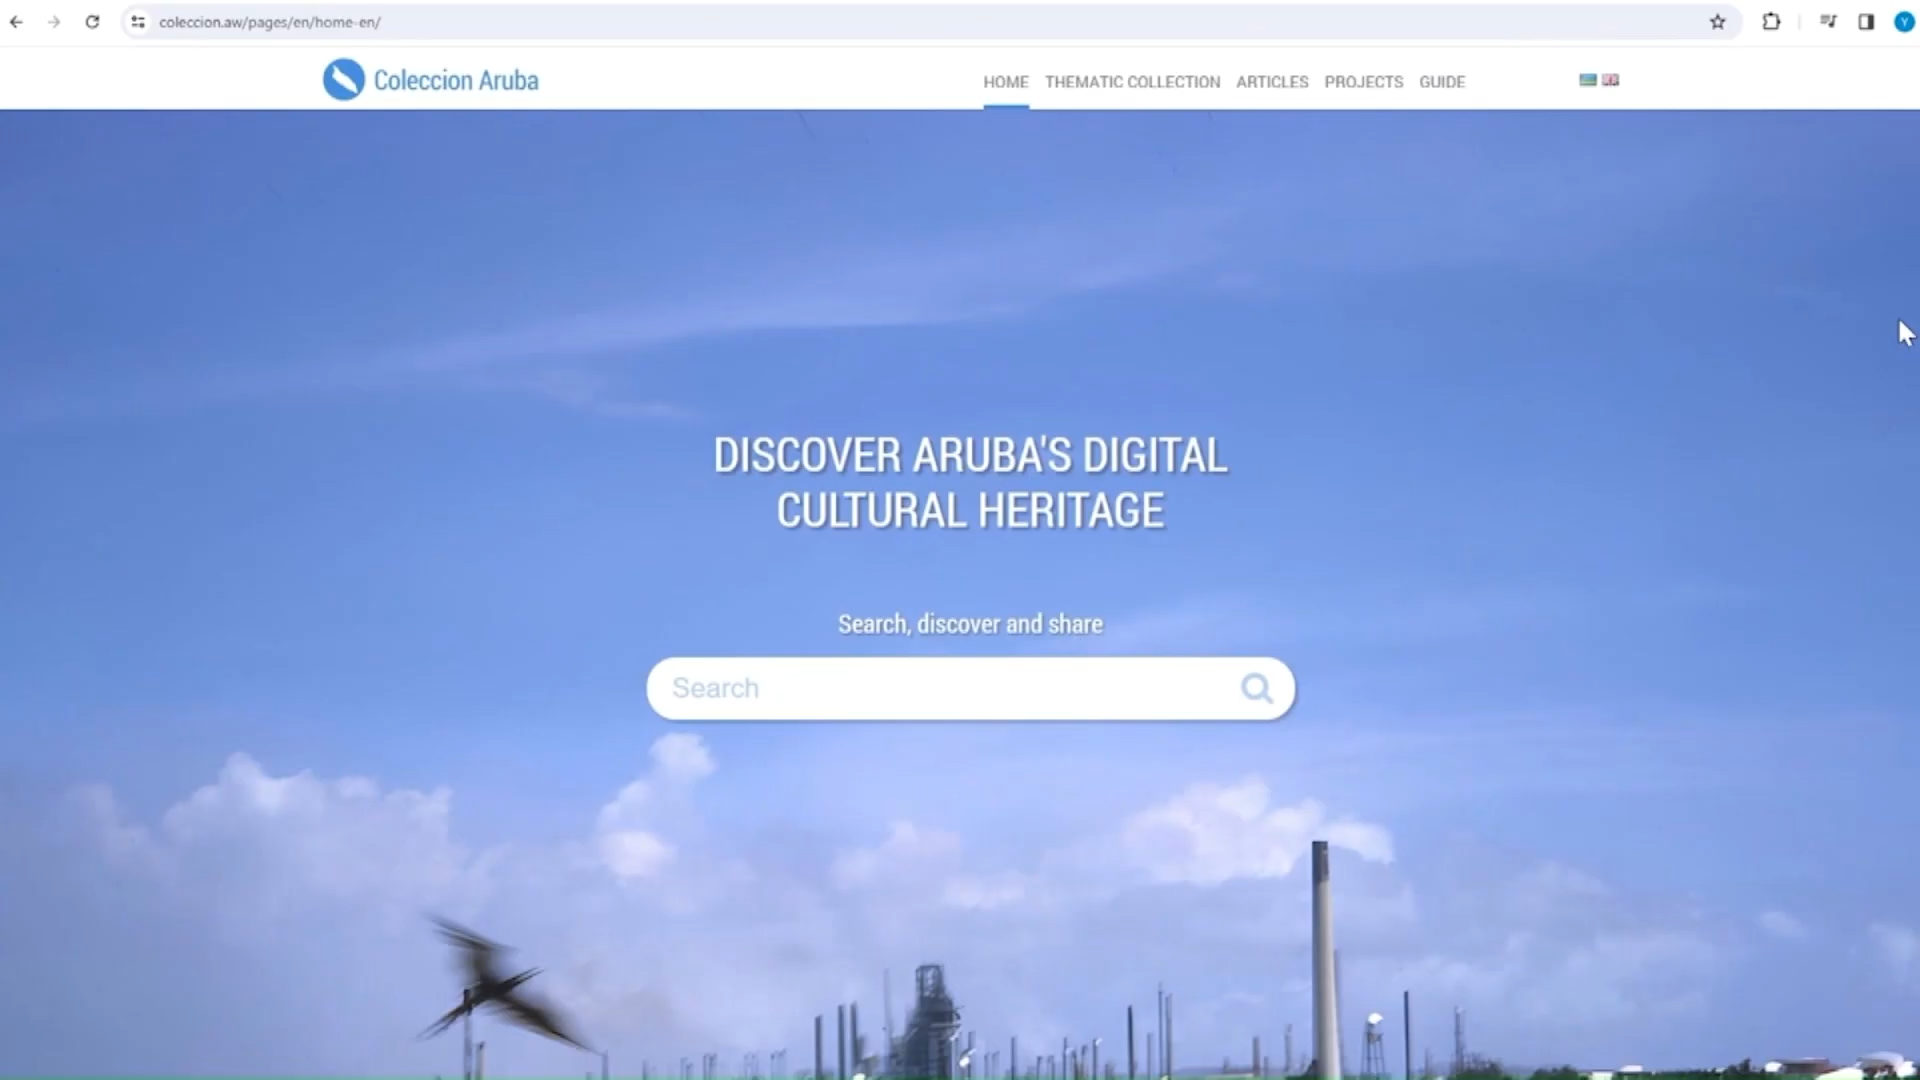 coleccion.aw/pages/en/home-en/
Y
Coleccion Aruba
HOME THEMATIC COLLECTION ARTICLES PROJECTS GUIDE
DISCOVER ARUBA'S DIGITAL
CULTURAL HERITAGE
Search, discover and share
Search